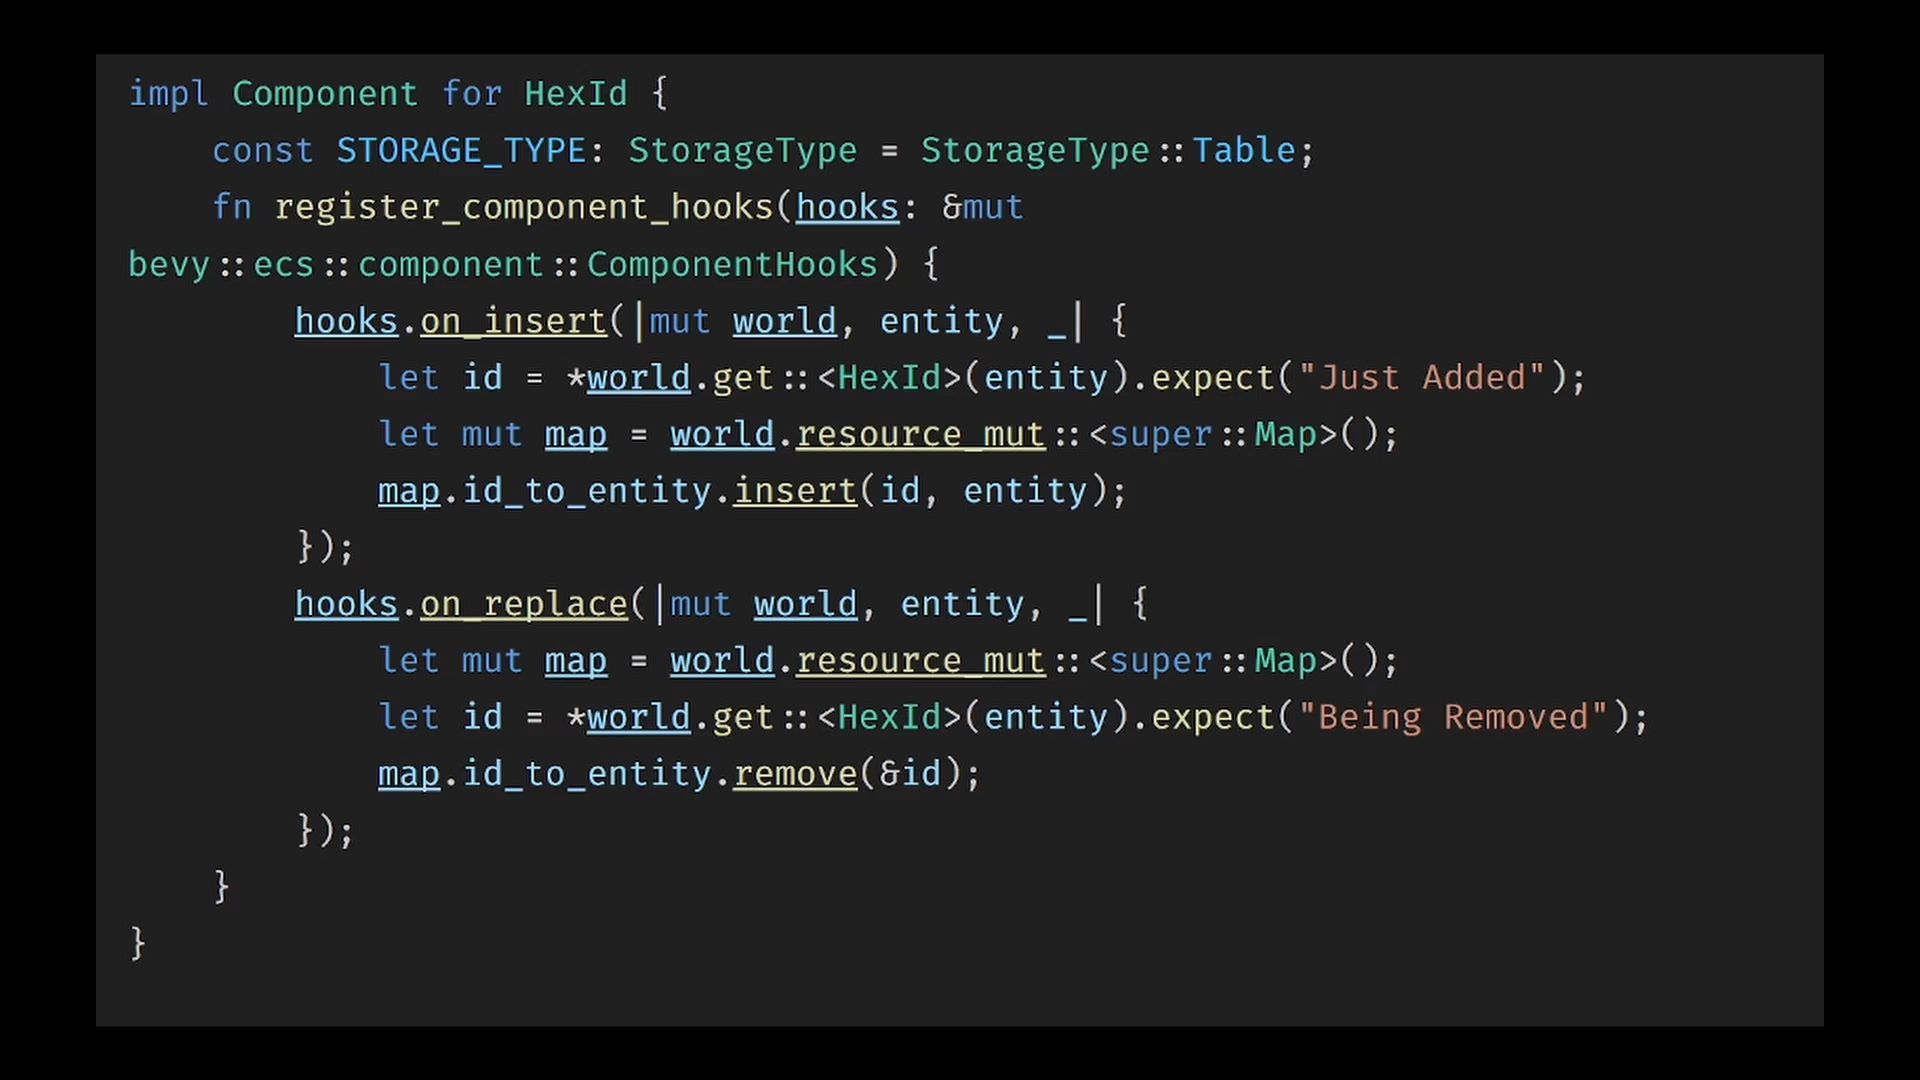 impl Component for HexId {
    const STORAGE_TYPE: StorageType = StorageType::Table;
    fn register_component_hooks(hooks: &mut
bevy::ecs::component::ComponentHooks) {
        hooks.on_insert(|mut world, entity, _| {
            let id = *world.get::<HexId>(entity).expect("Just Added");
            let mut map = world.resource_mut::<super::Map>();
            map.id_to_entity.insert(id, entity);
        });
        hooks.on_replace(|mut world, entity, _| {
            let mut map = world.resource_mut::<super::Map>();
            let id = *world.get::<HexId>(entity).expect("Being Removed");
            map.id_to_entity.remove(&id);
        });
    }
}